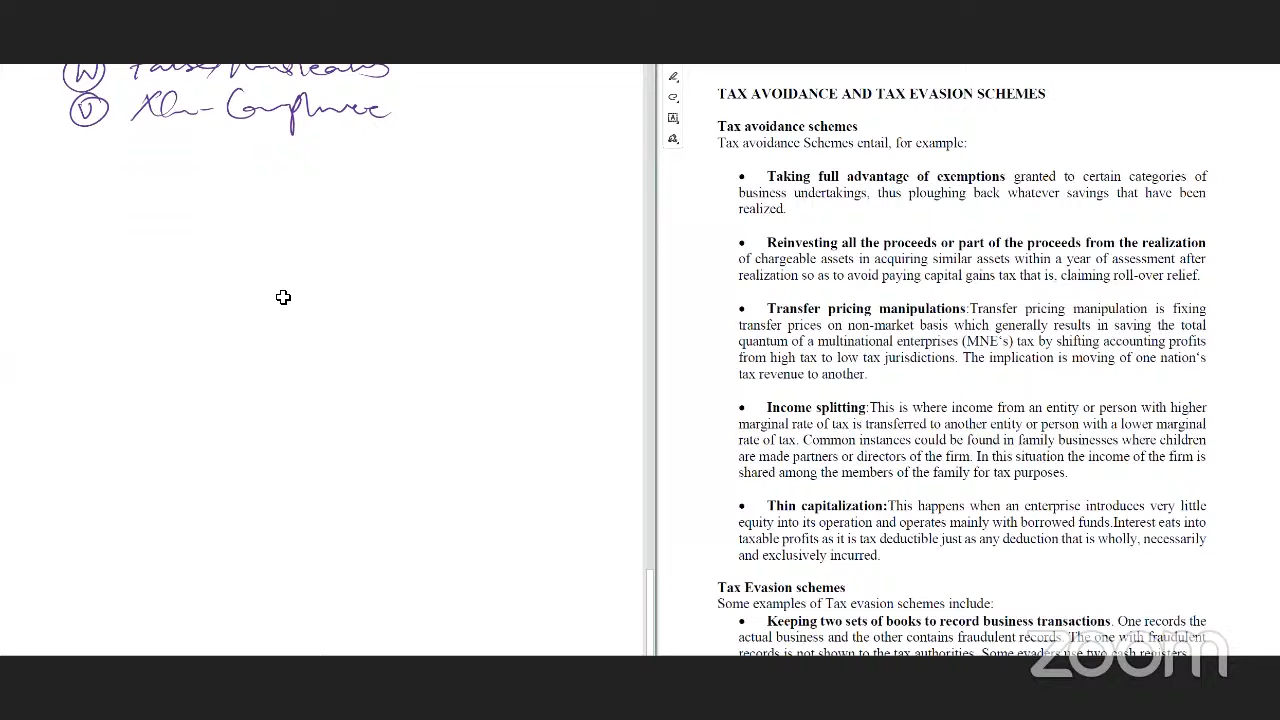 (V) Non-Compliance
TAX AVOIDANCE AND TAX EVASION SCHEMES
Tax avoidance schemes
Tax avoidance Schemes entail, for example:
• Taking full advantage of exemptions granted to certain categories of
business undertakings, thus ploughing back whatever savings that have been
realized.
• Reinvesting all the proceeds or part of the proceeds from the realization
of chargeable assets in acquiring similar assets within a year of assessment after
realization so as to avoid paying capital gains tax that is, claiming roll-over relief.
• Transfer pricing manipulations:Transfer pricing manipulation is fixing
transfer prices on non-market basis which generally results in saving the total
quantum of a multinational enterprises (MNE‘s) tax by shifting accounting profits
from high tax to low tax jurisdictions. The implication is moving of one nation‘s
tax revenue to another.
• Income splitting:This is where income from an entity or person with higher
marginal rate of tax is transferred to another entity or person with a lower marginal
rate of tax. Common instances could be found in family businesses where children
are made partners or directors of the firm. In this situation the income of the firm is
shared among the members of the family for tax purposes.
• Thin capitalization:This happens when an enterprise introduces very little
equity into its operation and operates mainly with borrowed funds.Interest eats into
taxable profits as it is tax deductible just as any deduction that is wholly, necessarily
and exclusively incurred.
Tax Evasion schemes
Some examples of Tax evasion schemes include:
• Keeping two sets of books to record business transactions. One records the
actual business and the other contains fraudulent records. The one with fraudulent
records is not shown to the tax authorities. Some evaders use two cash registers
zoom